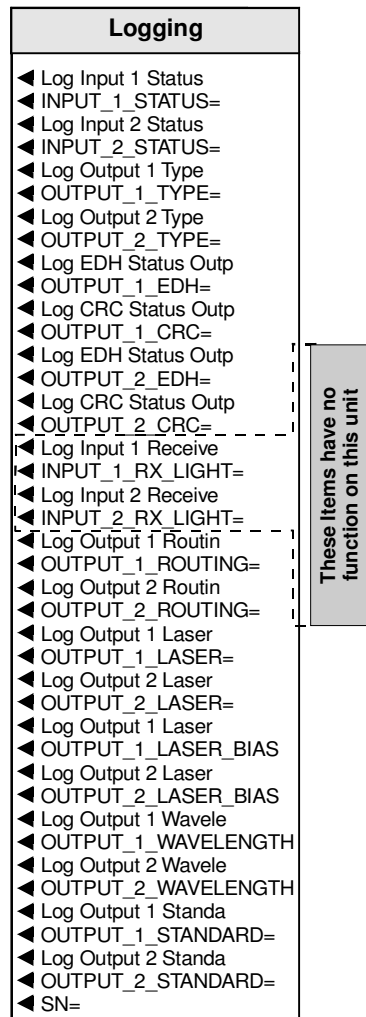 Logging
◀ Log Input 1 Status
◀ INPUT_1_STATUS=
◀ Log Input 2 Status
◀ INPUT_2_STATUS=
◀ Log Output 1 Type
◀ OUTPUT_1_TYPE=
◀ Log Output 2 Type
◀ OUTPUT_2_TYPE=
◀ Log EDH Status Outp
◀ OUTPUT_1_EDH=
◀ Log CRC Status Outp
◀ OUTPUT_1_CRC=
◀ Log EDH Status Outp
◀ OUTPUT_2_EDH=
◀ Log CRC Status Outp
◀ OUTPUT_2_CRC=
◀ Log Input 1 Receive
◀ INPUT_1_RX_LIGHT=
◀ Log Input 2 Receive
◀ INPUT_2_RX_LIGHT=
◀ Log Output 1 Routin
◀ OUTPUT_1_ROUTING=
◀ Log Output 2 Routin
◀ OUTPUT_2_ROUTING=
◀ Log Output 1 Laser
◀ OUTPUT_1_LASER=
◀ Log Output 2 Laser
◀ OUTPUT_2_LASER=
◀ Log Output 1 Laser
◀ OUTPUT_1_LASER_BIAS
◀ Log Output 2 Laser
◀ OUTPUT_2_LASER_BIAS
◀ Log Output 1 Wavele
◀ OUTPUT_1_WAVELENGTH
◀ Log Output 2 Wavele
◀ OUTPUT_2_WAVELENGTH
◀ Log Output 1 Standa
◀ OUTPUT_1_STANDARD=
◀ Log Output 2 Standa
◀ OUTPUT_2_STANDARD=
◀ SN=
These Items have no
function on this unit